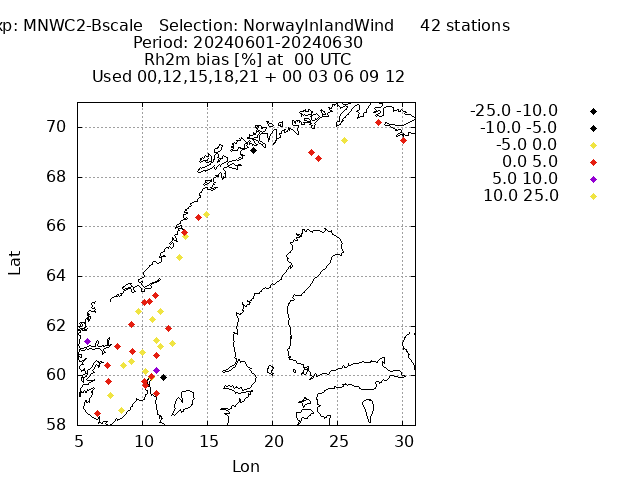 xp: MNWC2-Bscale Selection: NorwayInlandWind 42 stations
Period: 20240601-20240630
Rh2m bias [%] at 00 UTC
Used 00,12,15,18,21 + 00 03 06 09 12
-25.0 -10.0
-10.0 -5.0
-5.0 0.0
0.0 5.0
5.0 10.0
10.0 25.0
70
68
66
64
62
60
58
Lat
5 10 15 20 25 30
Lon